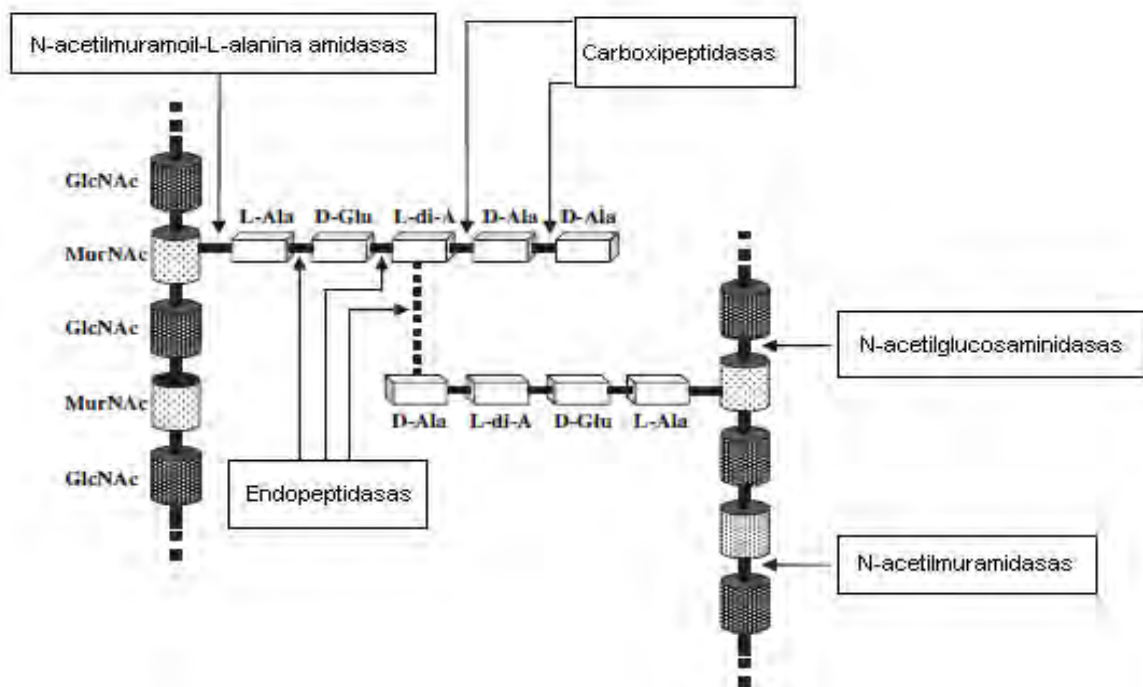 N-acetilmuramoil-L-alanina amidasas
Carboxipeptidasas
GlcNAc
L-Ala D-Glu L-di-A D-Ala D-Ala
MurNAc
GlcNAc
N-acetilglucosaminidasas
MurNAc
D-Ala L-di-A D-Glu L-Ala
GlcNAc
Endopeptidasas
N-acetilmuramidasas